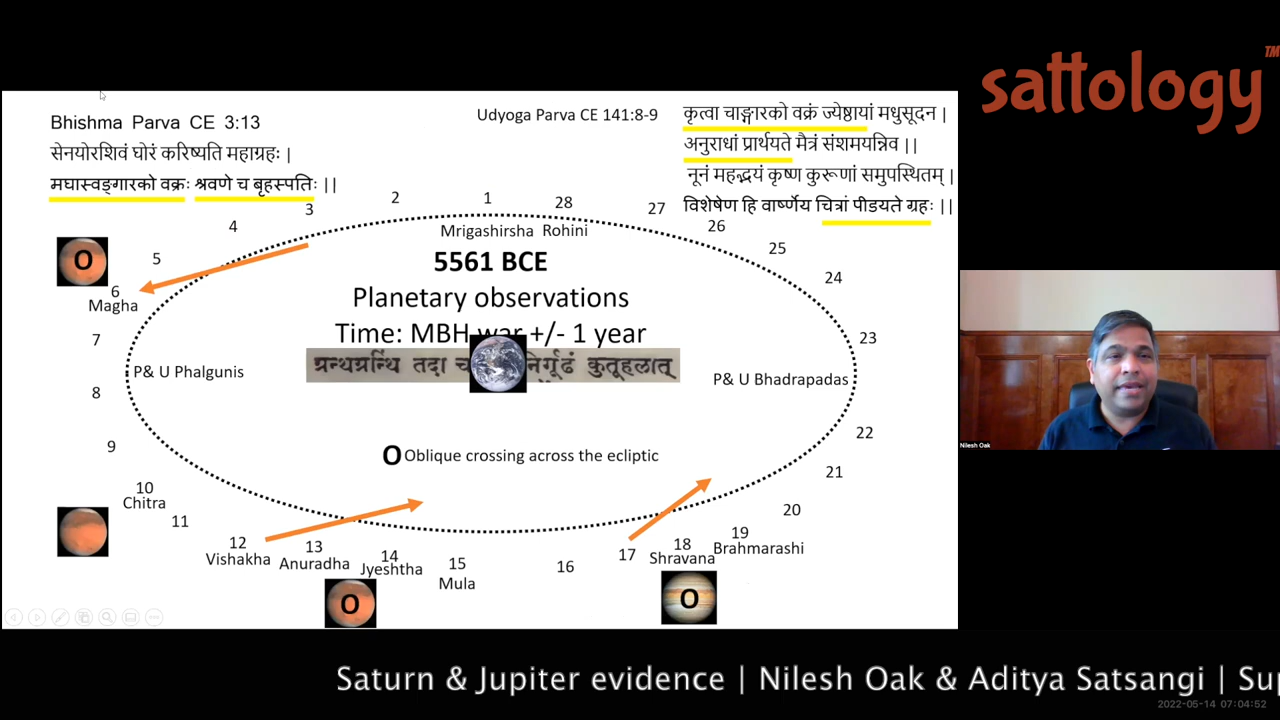 sattology
TM
Bhishma Parva CE 3:13
सेनयोरशिवं घोरं करिष्यति महाग्रहः |
मघास्वङ्गारको वक्रः श्रवणे च बृहस्पतिः ||
Udyoga Parva CE 141:8-9
कृत्वा चाङ्गारको वक्रं ज्येष्ठायां मधुसूदन |
अनुराधां प्रार्थयते मैत्रं संशमयन्निव ||
नूनं महद्भयं कृष्ण कुरूणां समुपस्थितम् |
विशेषेण हि वार्ष्णेय चित्रां पीडयते ग्रहः ||
1
2
3
4
5
6
Magha
7
P& U Phalgunis
8
9
10
Chitra
11
12
Vishakha
13
Anuradha
14
Jyeshtha
15
Mula
16
17
18
Shravana
19
Brahmarashi
20
21
22
P& U Bhadrapadas
23
24
25
26
27
28
Mrigashirsha Rohini
5561 BCE
Planetary observations
Time: MBH war +/- 1 year
ग्रन्थग्रन्थिं तदा च निर्गूढं कुतूहलात्
O Oblique crossing across the ecliptic
O
O
O
Nilesh Oak
Saturn & Jupiter evidence | Nilesh Oak & Aditya Satsangi | Su
2022-05-14 07:04:52